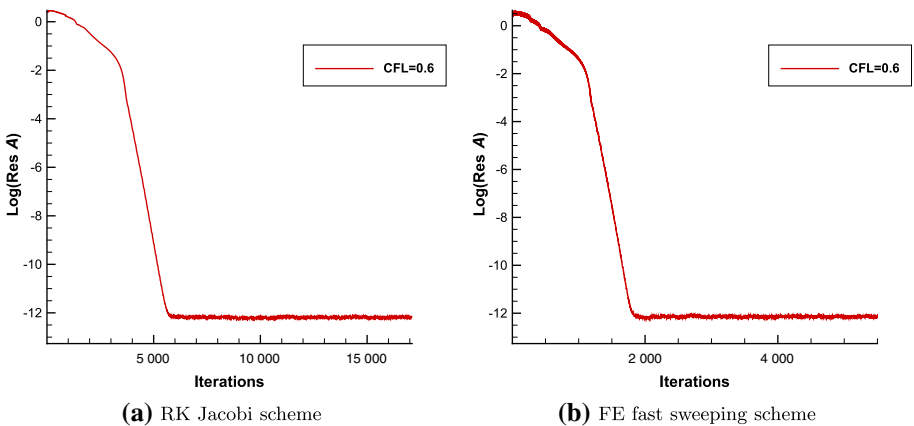 0
-2
-4
-6
-8
-10
-12
Log(Res A)
5 000
10 000
15 000
Iterations
CFL=0.6
(a) RK Jacobi scheme
0
-2
-4
-6
-8
-10
-12
Log(Res A)
2 000
4 000
Iterations
CFL=0.6
(b) FE fast sweeping scheme